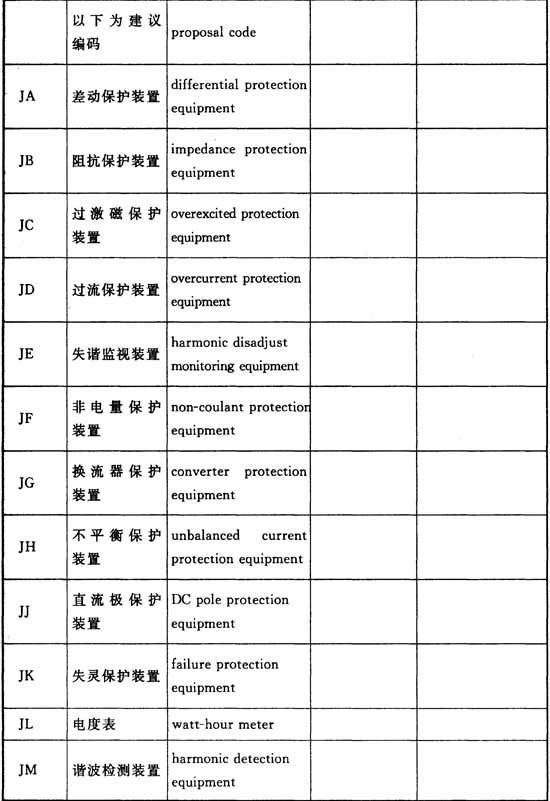 以下为建议
编码
proposal code
JA
差动保护装置
differential protection
equipment
JB
阻抗保护装置
impedance protection
equipment
JC
过激磁保护
装置
overexcited protection
equipment
JD
过流保护装置
overcurrent protection
equipment
JE
失谐监视装置
harmonic disadjust
monitoring equipment
JF
非电量保护
装置
non-coulant protection
equipment
JG
换流器保护
装置
converter protection
equipment
JH
不平衡保护
装置
unbalanced current
protection equipment
JJ
直流极保护
装置
DC pole protection
equipment
JK
失灵保护装置
failure protection
equipment
JL
电度表
watt-hour meter
JM
谐波检测装置
harmonic detection
equipment